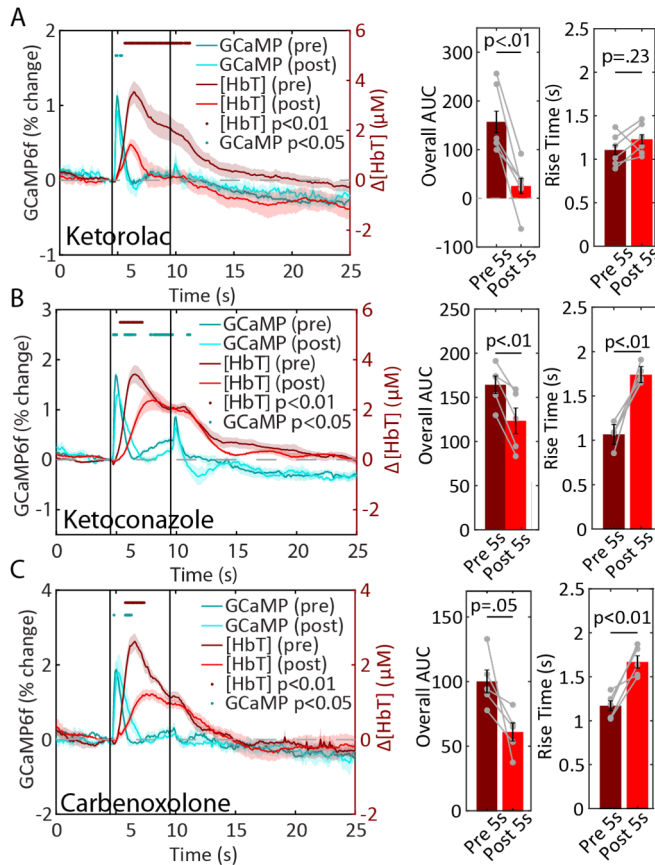 A
GCaMP6f (% change)
2
1
0
-1
0
5
10
15
20
25
Time (s)
6
4
2
0
-2
Δ[HbT] (μM)
GCaMP (pre)
GCaMP (post)
[HbT] (pre)
[HbT] (post)
[HbT] p<0.01
GCaMP p<0.05
Ketorolac
Overall AUC
300
200
100
0
-100
p<.01
Pre 5s
Post 5s
Rise Time (s)
2
1.5
1
0.5
0
p=.23
Pre 5s
Post 5s
B
GCaMP6f (% change)
3
2
1
0
-1
0
5
10
15
20
25
Time (s)
6
4
2
0
-2
Δ[HbT] (μM)
GCaMP (pre)
GCaMP (post)
[HbT] (pre)
[HbT] (post)
[HbT] p<0.01
GCaMP p<0.05
Ketoconazole
Overall AUC
250
200
150
100
50
0
p<.01
Pre 5s
Post 5s
Rise Time (s)
2
1.5
1
0.5
0
p<.01
Pre 5s
Post 5s
C
GCaMP6f (% change)
4
2
0
-2
0
5
10
15
20
25
Time (s)
4
2
0
-2
Δ[HbT] (μM)
GCaMP (pre)
GCaMP (post)
[HbT] (pre)
[HbT] (post)
[HbT] p<0.01
GCaMP p<0.05
Carbenoxolone
Overall AUC
150
100
50
0
p=.05
Pre 5s
Post 5s
Rise Time (s)
2
1.5
1
0.5
0
p<0.01
Pre 5s
Post 5s